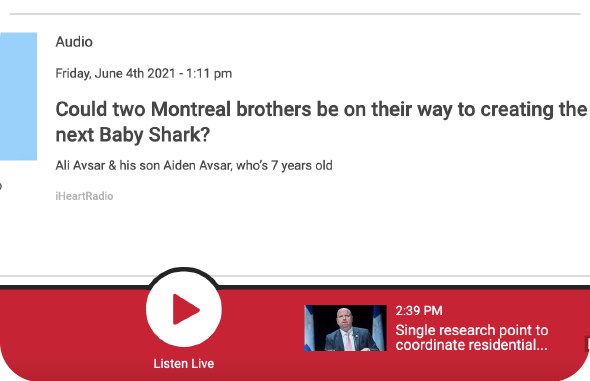 Audio
Friday, June 4th 2021 - 1:11 pm
Could two Montreal brothers be on their way to creating the
next Baby Shark?
Ali Avsar & his son Aiden Avsar, who's 7 years old
iHeartRadio
2:39 PM
Single research point to
coordinate residential...
Listen Live